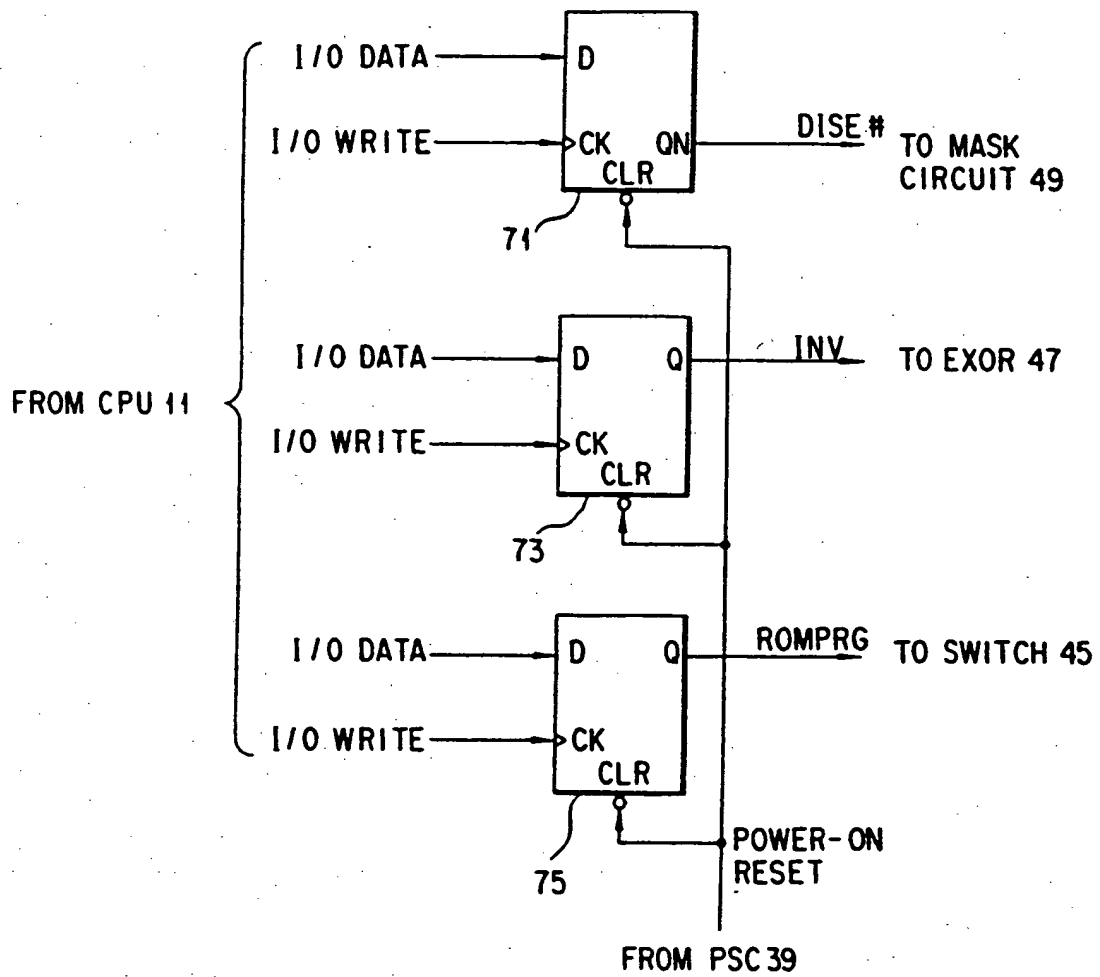 I/O DATA
D
I/O WRITE
CK
QN
CLR
DISE#
TO MASK
CIRCUIT 49
71
I/O DATA
D
Q
INV
TO EXOR 47
FROM CPU 11
I/O WRITE
CK
CLR
73
I/O DATA
D
Q
ROMPRG
TO SWITCH 45
I/O WRITE
CK
CLR
75
POWER-ON
RESET
FROM PSC 39